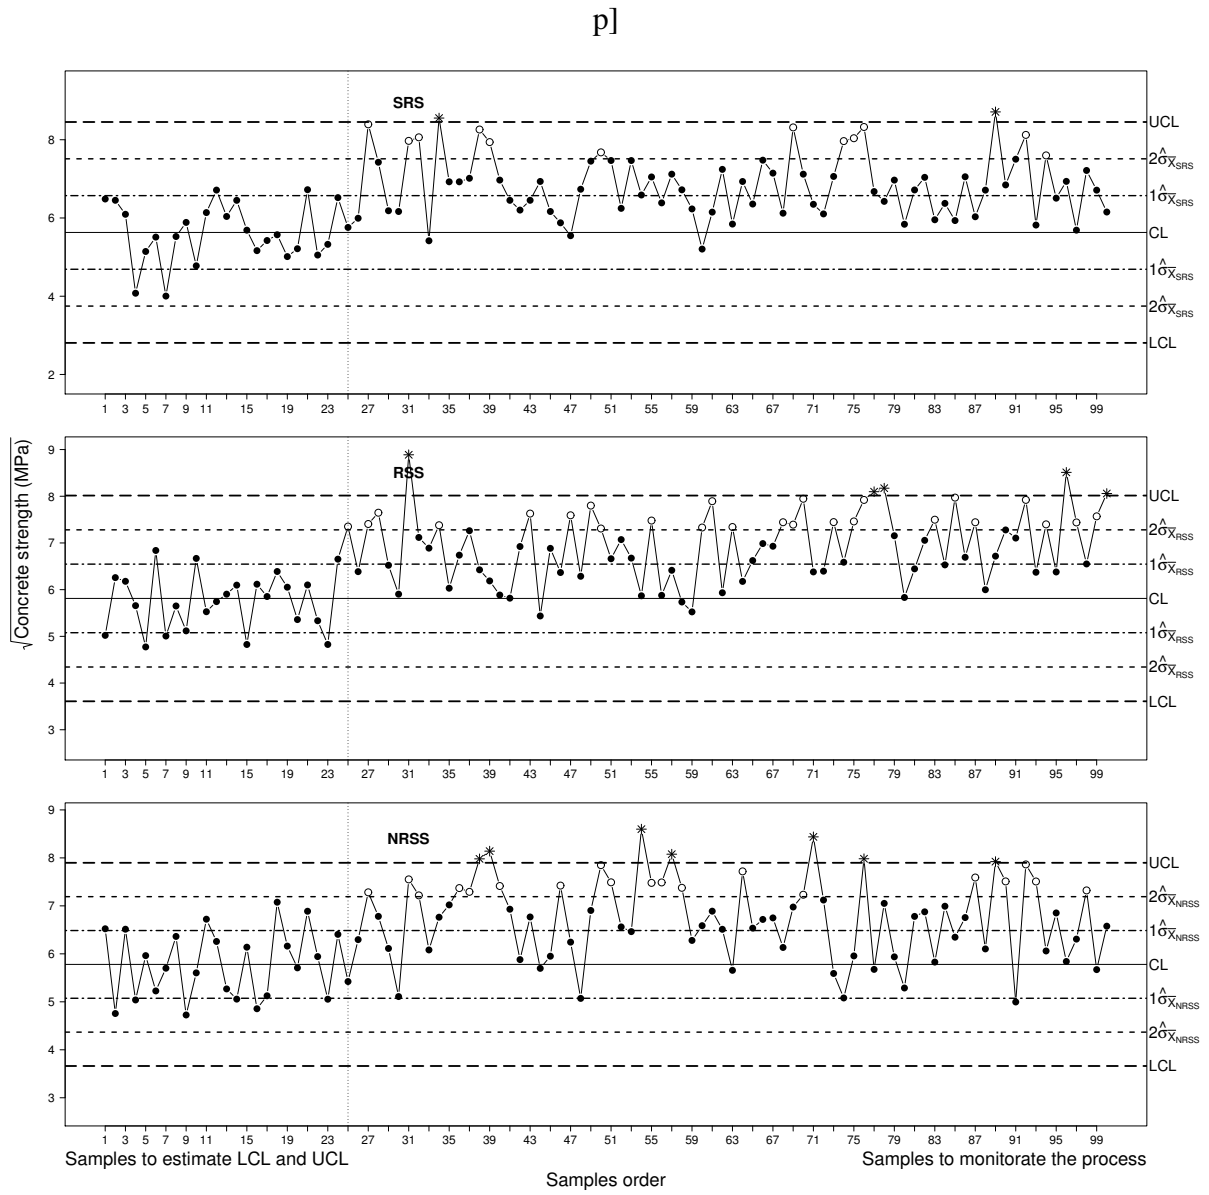 p]
SRS
8
6
4
2
UCL
2σ̂X̅SRS
1σ̂X̅SRS
CL
1σ̂X̅SRS
2σ̂X̅SRS
LCL
1 3 5 7 9 11 15 19 23 27 31 35 39 43 47 51 55 59 63 67 71 75 79 83 87 91 95 99
√Concrete strength (MPa)
RSS
9
8
7
6
5
4
3
UCL
2σ̂X̅RSS
1σ̂X̅RSS
CL
1σ̂X̅RSS
2σ̂X̅RSS
LCL
1 3 5 7 9 11 15 19 23 27 31 35 39 43 47 51 55 59 63 67 71 75 79 83 87 91 95 99
NRSS
9
8
7
6
5
4
3
UCL
2σ̂X̅NRSS
1σ̂X̅NRSS
CL
1σ̂X̅NRSS
2σ̂X̅NRSS
LCL
1 3 5 7 9 11 15 19 23 27 31 35 39 43 47 51 55 59 63 67 71 75 79 83 87 91 95 99
Samples to estimate LCL and UCL
Samples to monitorate the process
Samples order